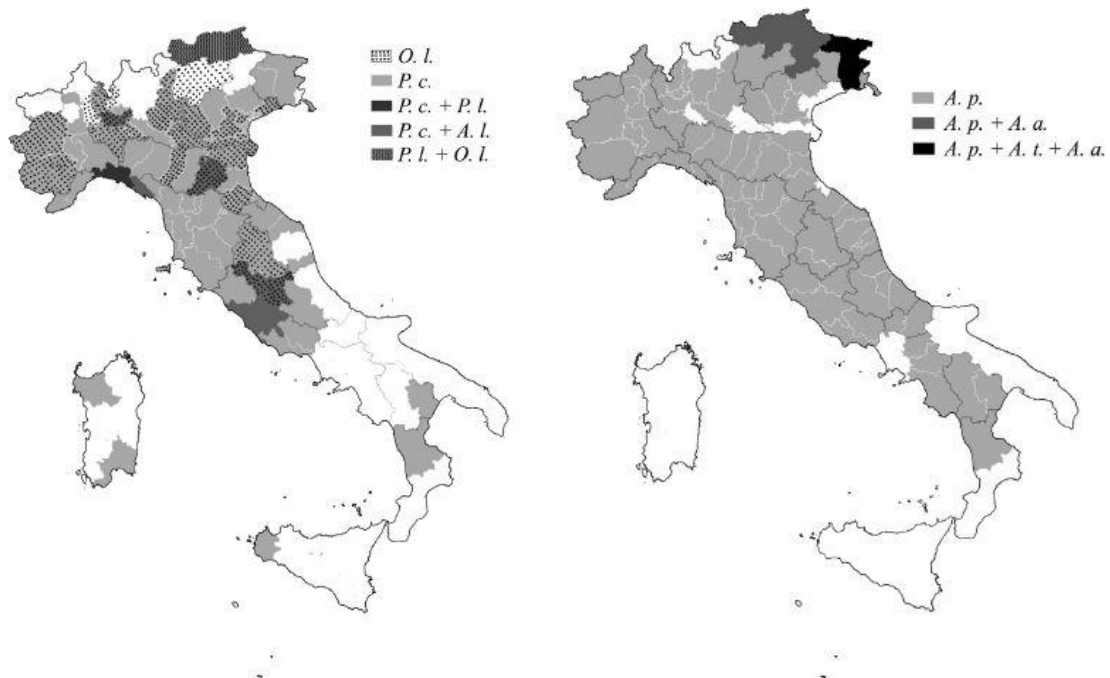 O. l.
P. c.
P. c. + P. l.
P. c. + A. l.
P. l. + O. l.
A. p.
A. p. + A. a.
A. p. + A. t. + A. a.